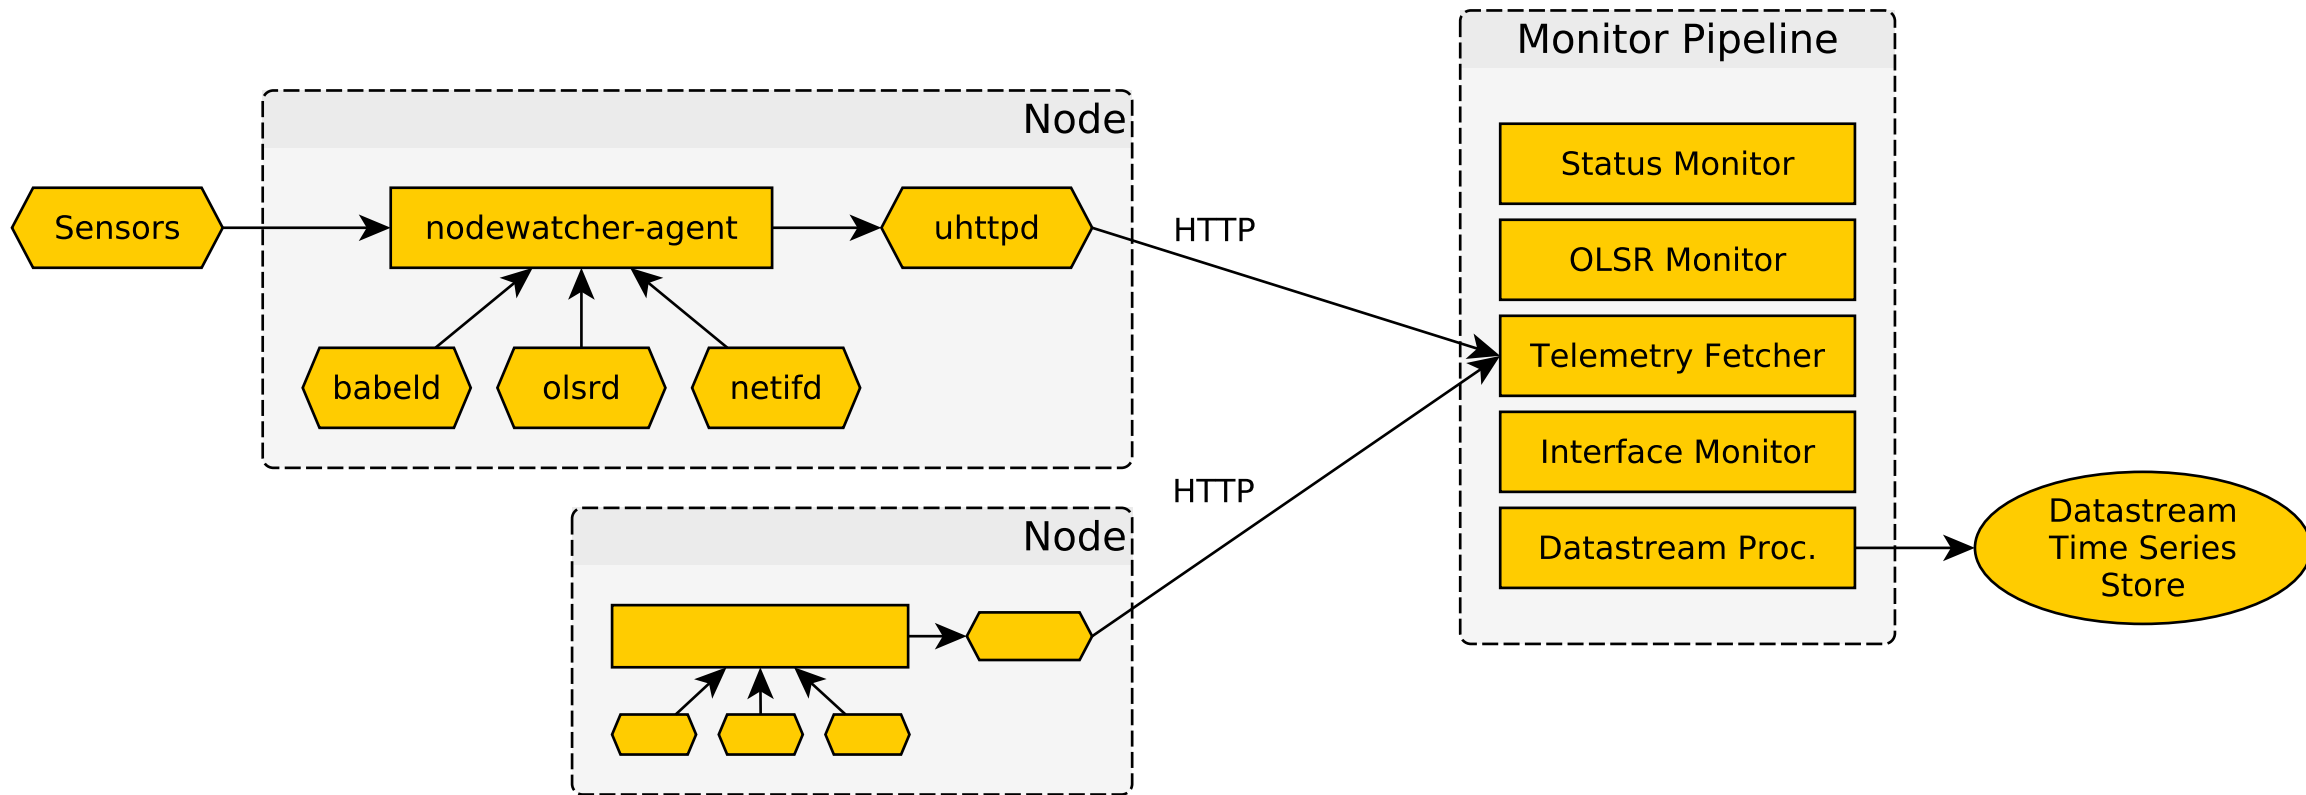 Monitor Pipeline
Node
Sensors
nodewatcher-agent
uhttpd
HTTP
babeld
olsrd
netifd
Status Monitor
OLSR Monitor
Telemetry Fetcher
Interface Monitor
Datastream Proc.
HTTP
Node
Datastream
Time Series
Store